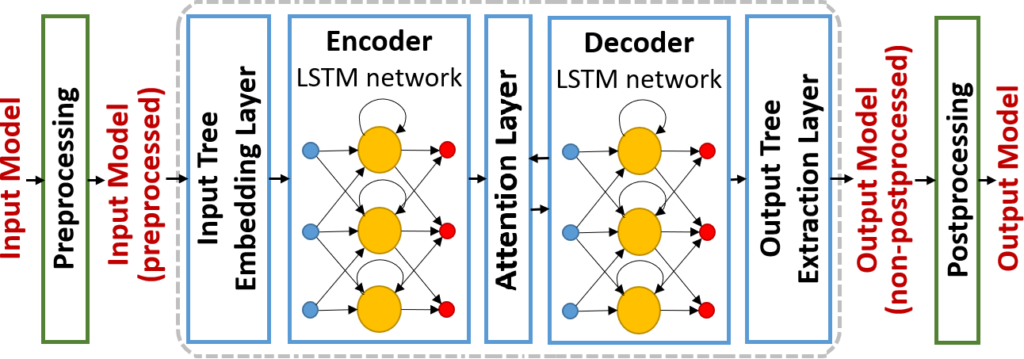 Input Model
Preprocessing
Input Model
(preprocessed)
Input Tree
Embedding Layer
Encoder
LSTM network
Attention Layer
Decoder
LSTM network
Output Tree
Extraction Layer
Output Model
(non-postprocessed)
Postprocessing
Output Model